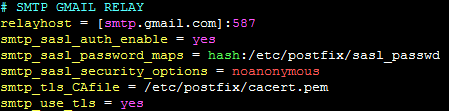 # SMTP GMAIL RELAY
relayhost = [smtp.gmail.com]:587
smtp_sasl_auth_enable = yes
smtp_sasl_password_maps = hash:/etc/postfix/sasl_passwd
smtp_sasl_security_options = noanonymous
smtp_tls_CAfile = /etc/postfix/cacert.pem
smtp_use_tls = yes